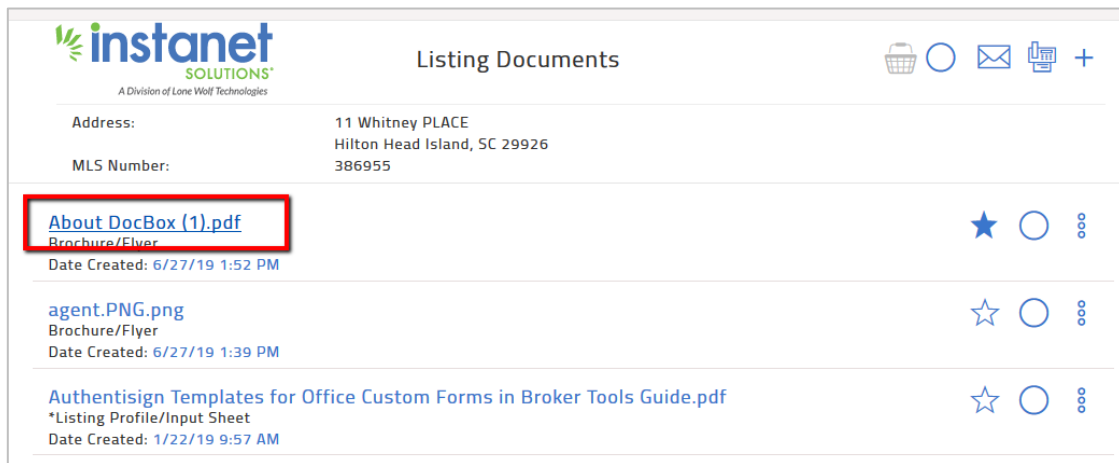 instanet
SOLUTIONS®
A Division of Lone Wolf Technologies
Listing Documents
Address: 11 Whitney PLACE
Hilton Head Island, SC 29926
MLS Number: 386955
About DocBox (1).pdf
Brochure/Flyer
Date Created: 6/27/19 1:52 PM
agent.PNG.png
Brochure/Flyer
Date Created: 6/27/19 1:39 PM
Authentisign Templates for Office Custom Forms in Broker Tools Guide.pdf
*Listing Profile/Input Sheet
Date Created: 1/22/19 9:57 AM